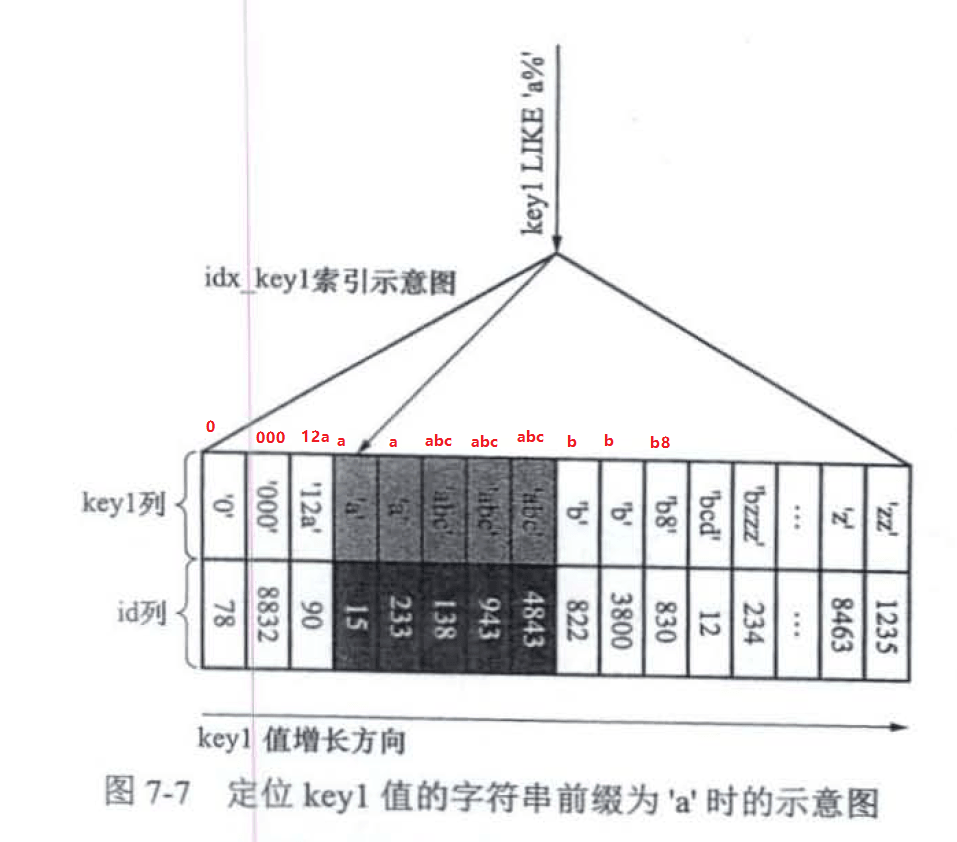 key1 LIKE 'a%'
idx_key1索引示意图
0 000 12a a a abc abc abc b b b8
key1列 '0' '000' '12a' 'a' 'a' 'abc' 'abc' 'abc' 'b' 'b' 'b8' 'bcd' 'bzzz' ... 'z' 'zz'
id列 78 8832 90 15 233 138 943 4843 822 3800 830 12 234 ... 8463 1235
key1 值增长方向
图 7-7 定位 key1 值的字符串前缀为 'a' 时的示意图